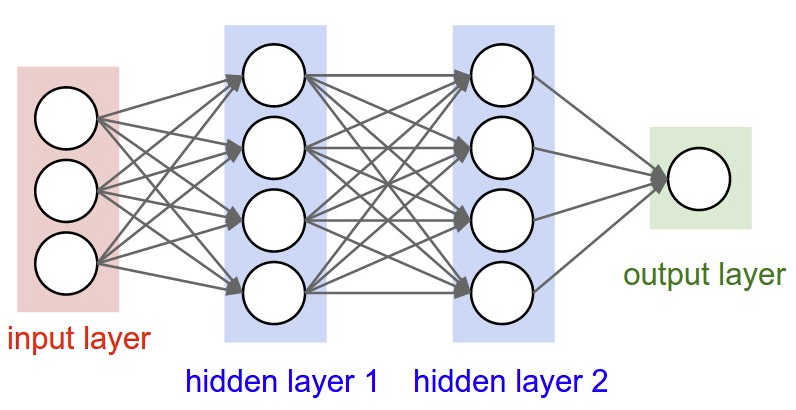 input layer
hidden layer 1
hidden layer 2
output layer